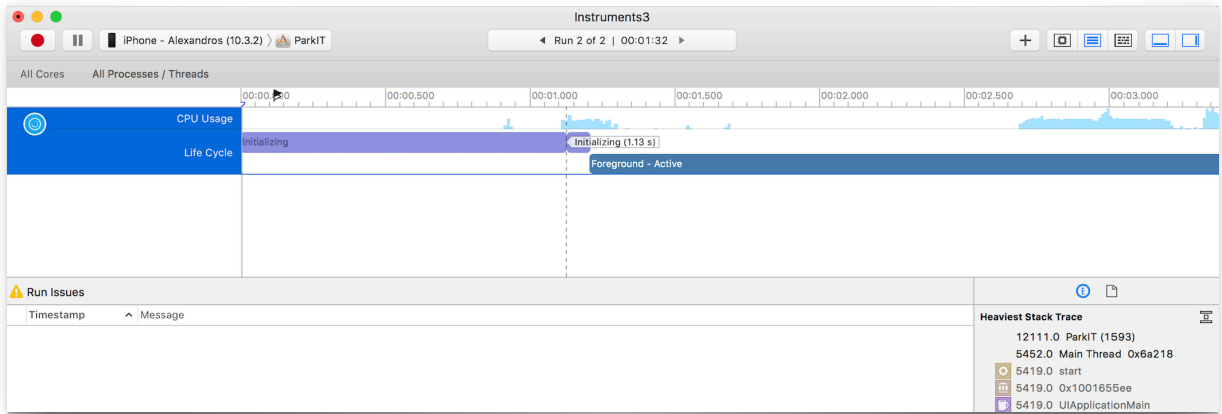 Instruments3
iPhone - Alexandros (10.3.2) ParkIT
Run 2 of 2 | 00:01:32
All Cores All Processes / Threads
00:00.500 00:01.000 00:01.500 00:02.000 00:02.500 00:03.000
CPU Usage
Initializing Initializing (1.13 s)
Life Cycle
Foreground - Active
Run Issues
Timestamp Message
Heaviest Stack Trace
12111.0 ParkIT (1593)
5452.0 Main Thread 0x6a218
5419.0 start
5419.0 0x1001655ee
5419.0 UIApplicationMain